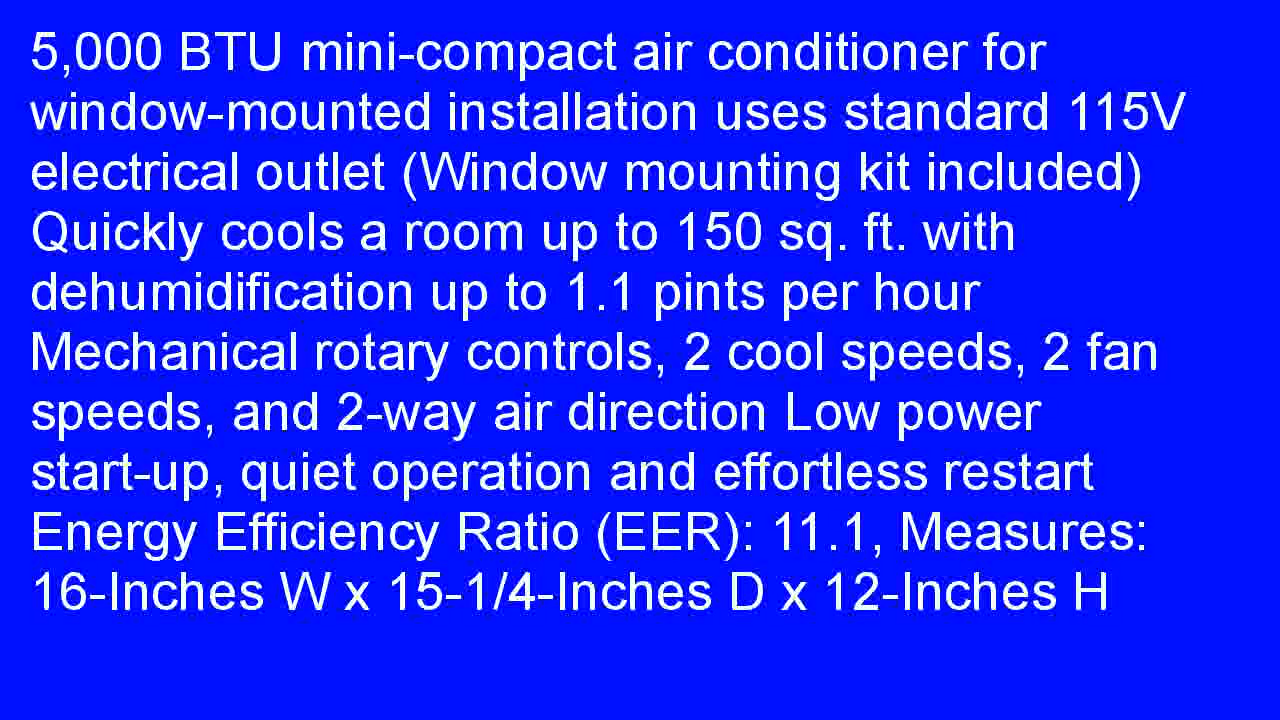 5,000 BTU mini-compact air conditioner for
window-mounted installation uses standard 115V
electrical outlet (Window mounting kit included)
Quickly cools a room up to 150 sq. ft. with
dehumidification up to 1.1 pints per hour
Mechanical rotary controls, 2 cool speeds, 2 fan
speeds, and 2-way air direction Low power
start-up, quiet operation and effortless restart
Energy Efficiency Ratio (EER): 11.1, Measures:
16-Inches W x 15-1/4-Inches D x 12-Inches H